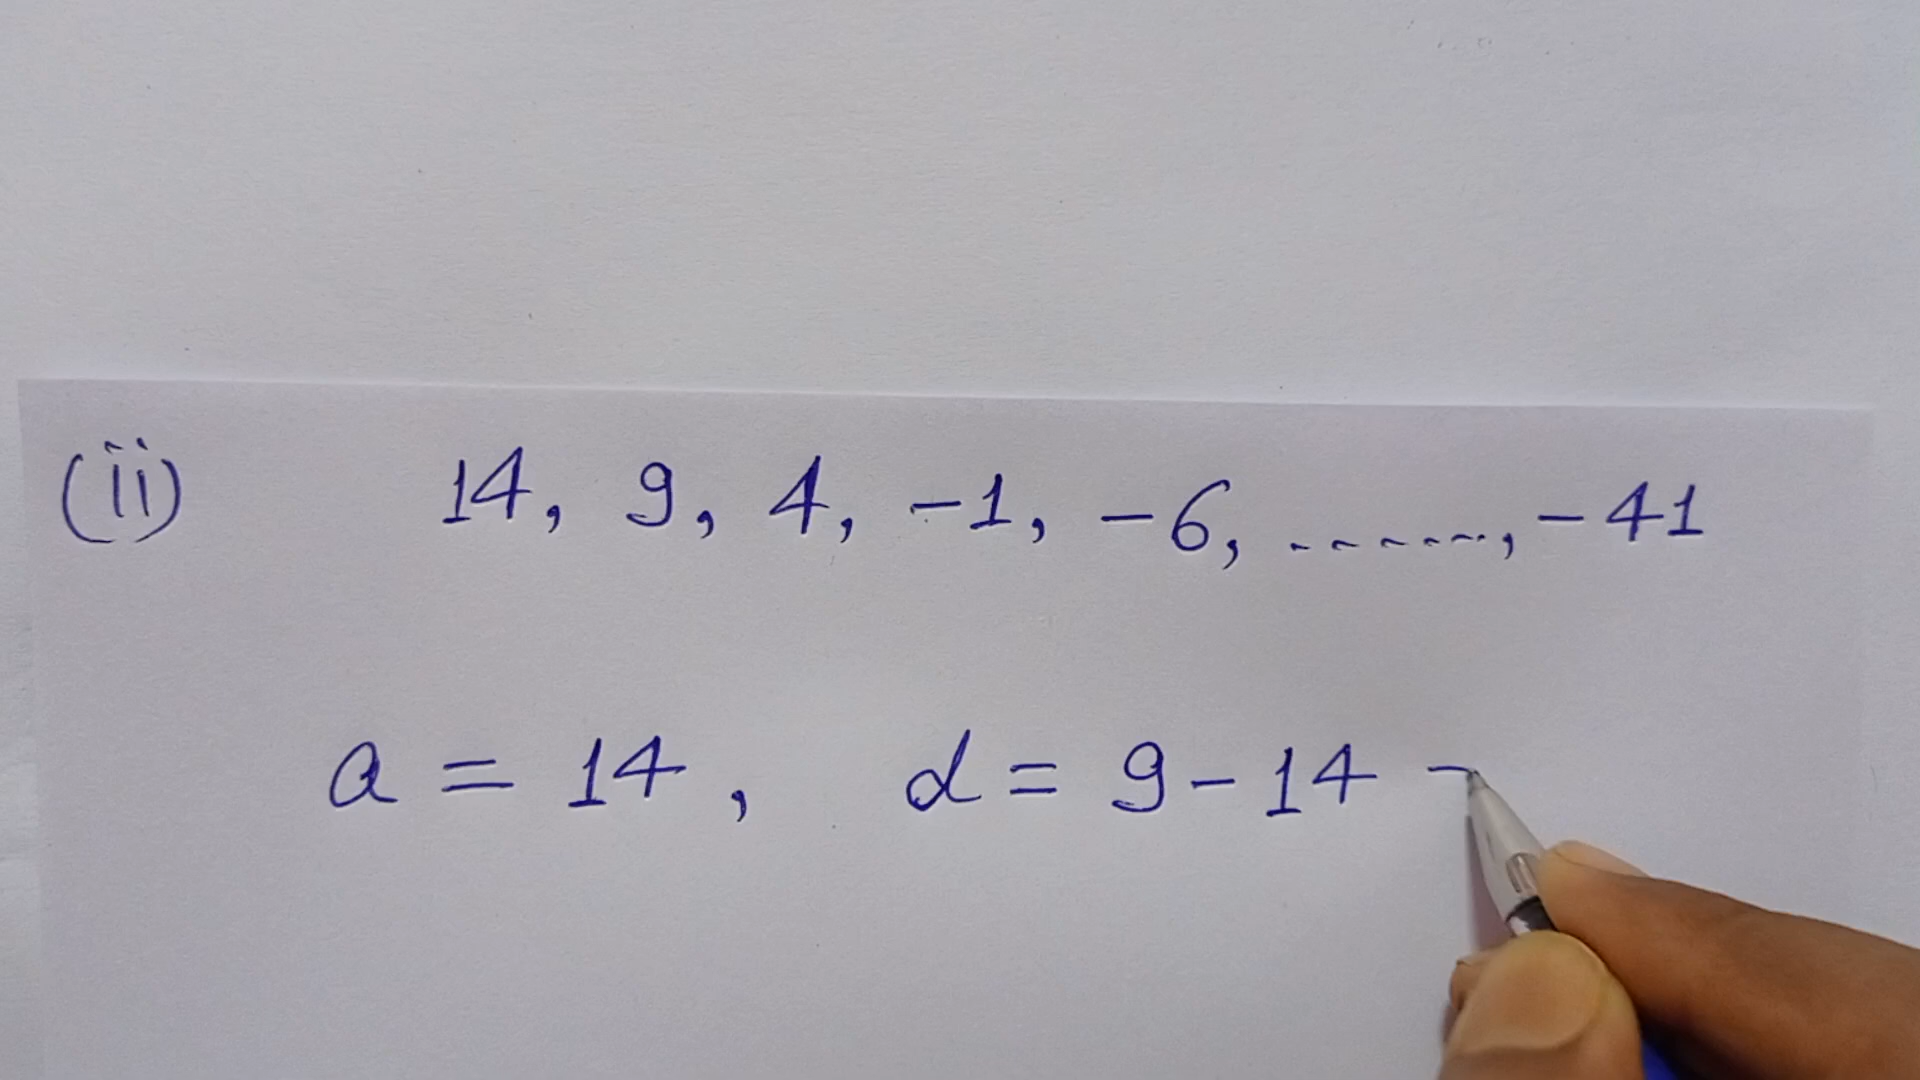 (ii) 14, 9, 4, -1, -6, ......., -41
a = 14, d = 9 - 14 -